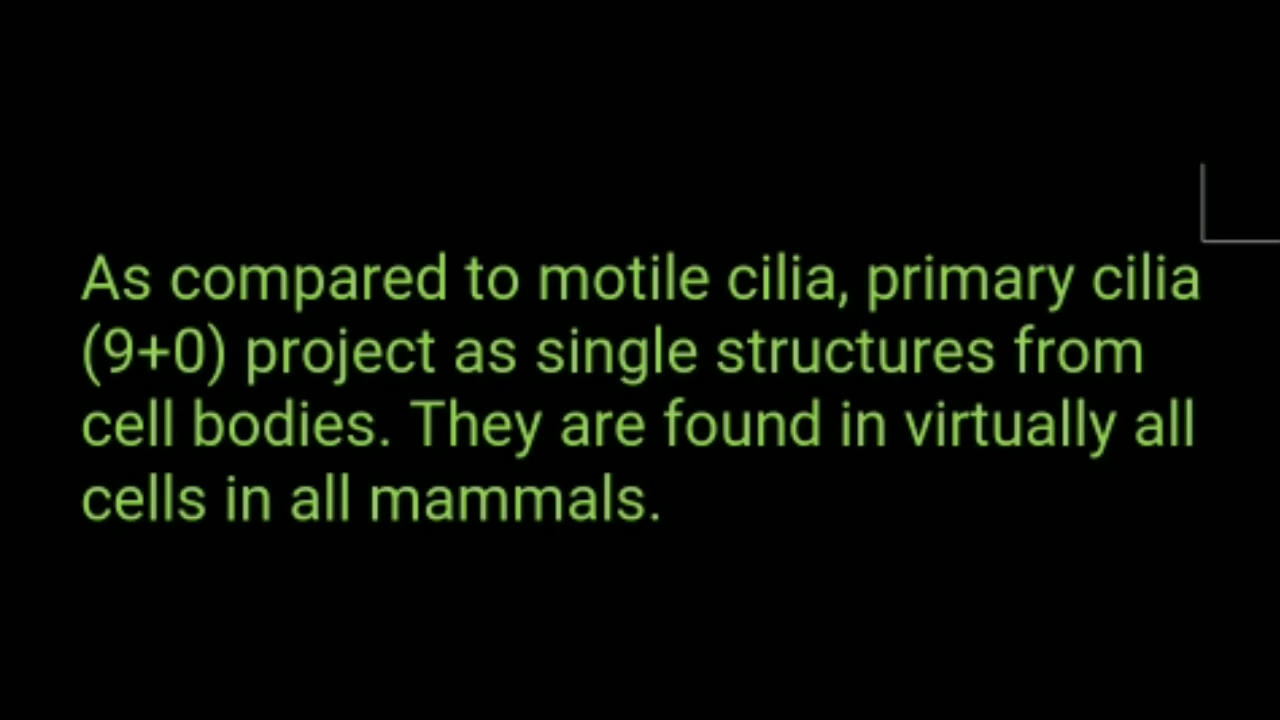 As compared to motile cilia, primary cilia
(9+0) project as single structures from
cell bodies. They are found in virtually all
cells in all mammals.